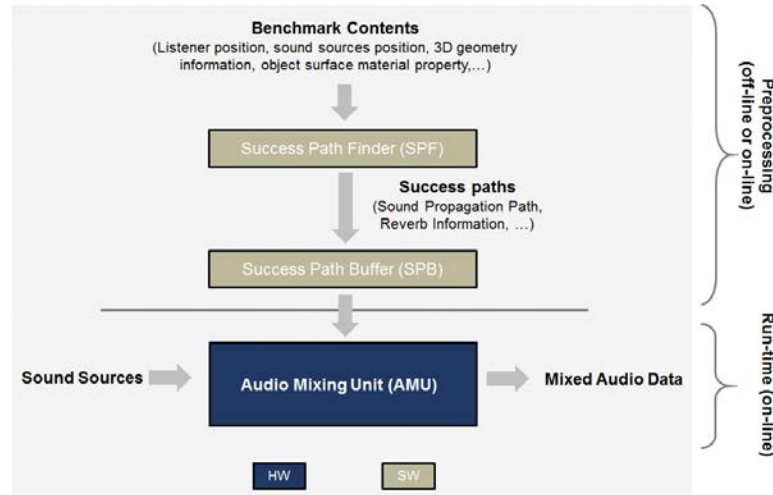 Benchmark Contents
(Listener position, sound sources position, 3D geometry
information, object surface material property,...)
Success Path Finder (SPF)
Success paths
(Sound Propagation Path,
Reverb Information, ...)
Success Path Buffer (SPB)
Preprocessing
(off-line or on-line)
Sound Sources
Audio Mixing Unit (AMU)
Mixed Audio Data
Run-time (on-line)
HW
SW